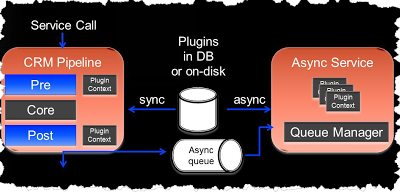 Service Call
CRM Pipeline
Pre
Plugin
Context
Core
Post
Plugin
Context
Plugins
in DB
or on-disk
sync
async
Async
queue
Async Service
Plugin
Context
Queue Manager